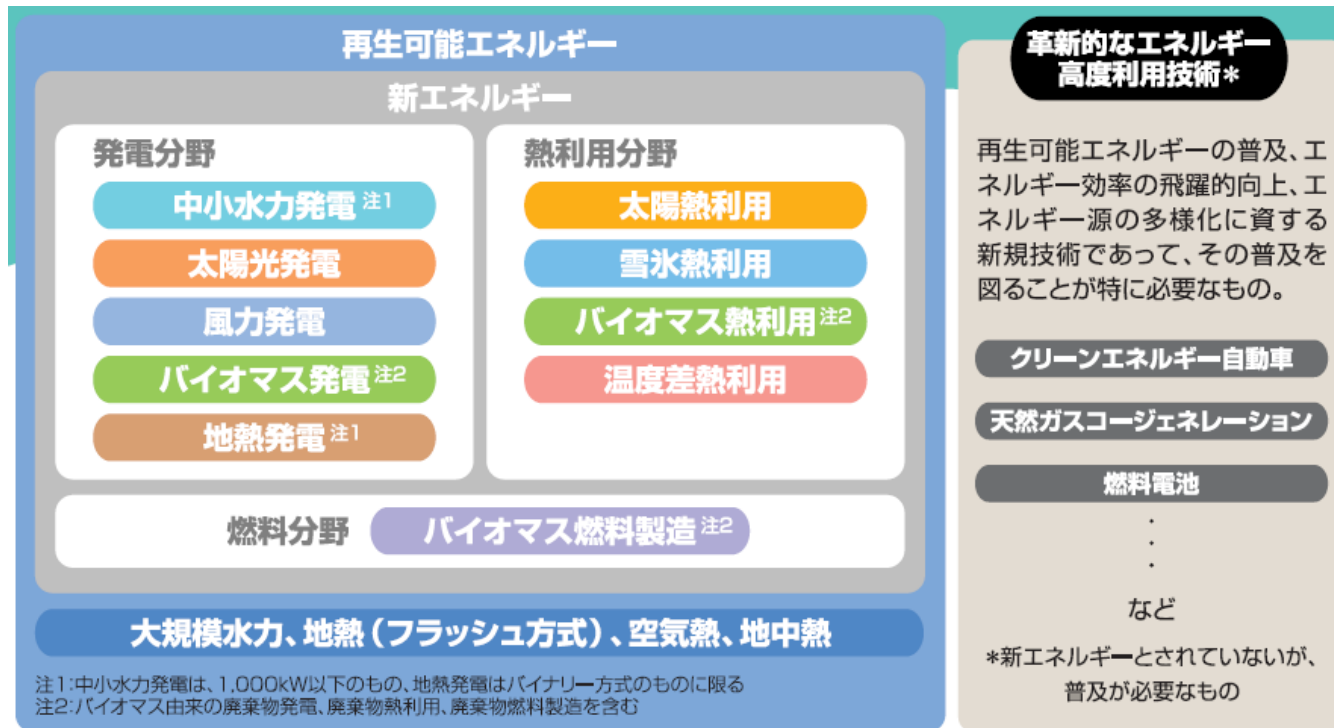 再生可能エネルギー
新エネルギー
発電分野
中小水力発電 注1
太陽光発電
風力発電
バイオマス発電 注2
地熱発電 注1
熱利用分野
太陽熱利用
雪氷熱利用
バイオマス熱利用 注2
温度差熱利用
燃料分野
バイオマス燃料製造 注2
大規模水力、地熱（フラッシュ方式）、空気熱、地中熱
注1:中小水力発電は、1,000kW以下のもの、地熱発電はバイナリー方式のものに限る
注2:バイオマス由来の廃棄物発電、廃棄物熱利用、廃棄物燃料製造を含む
革新的なエネルギー
高度利用技術＊
再生可能エネルギーの普及、エ
ネルギー効率の飛躍的向上、エ
ネルギー源の多様化に資する
新規技術であって、その普及を
図ることが特に必要なもの。
クリーンエネルギー自動車
天然ガスコージェネレーション
燃料電池
・
・
・
など
＊新エネルギーとされていないが、
普及が必要なもの